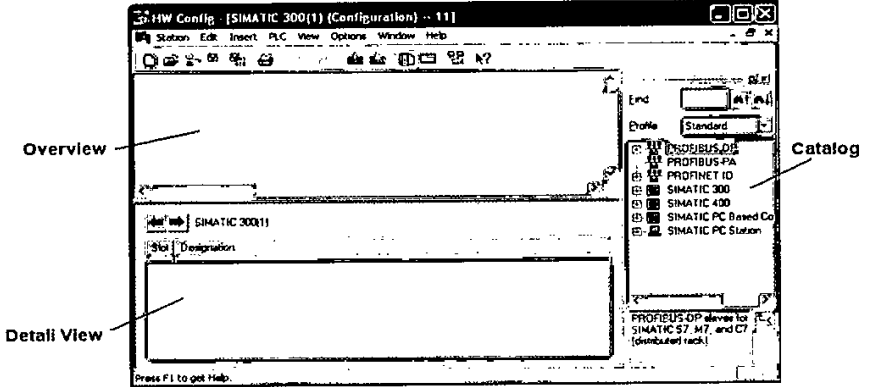 HW Config - [SIMATIC 300(1) (Configuration) -- 11]
Station Edit Insert PLC View Options Window Help
Find
Profile Standard
PROFIBUS-DP
PROFIBUS-PA
PROFINET IO
SIMATIC 300
SIMATIC 400
SIMATIC PC Based Co
SIMATIC PC Station
Overview
Catalog
SIMATIC 300(1)
Slot Designation
Detail View
PROFIBUS-DP slaves for
SIMATIC S7, M7, and C7
(distributed rack)
Press F1 to get Help.